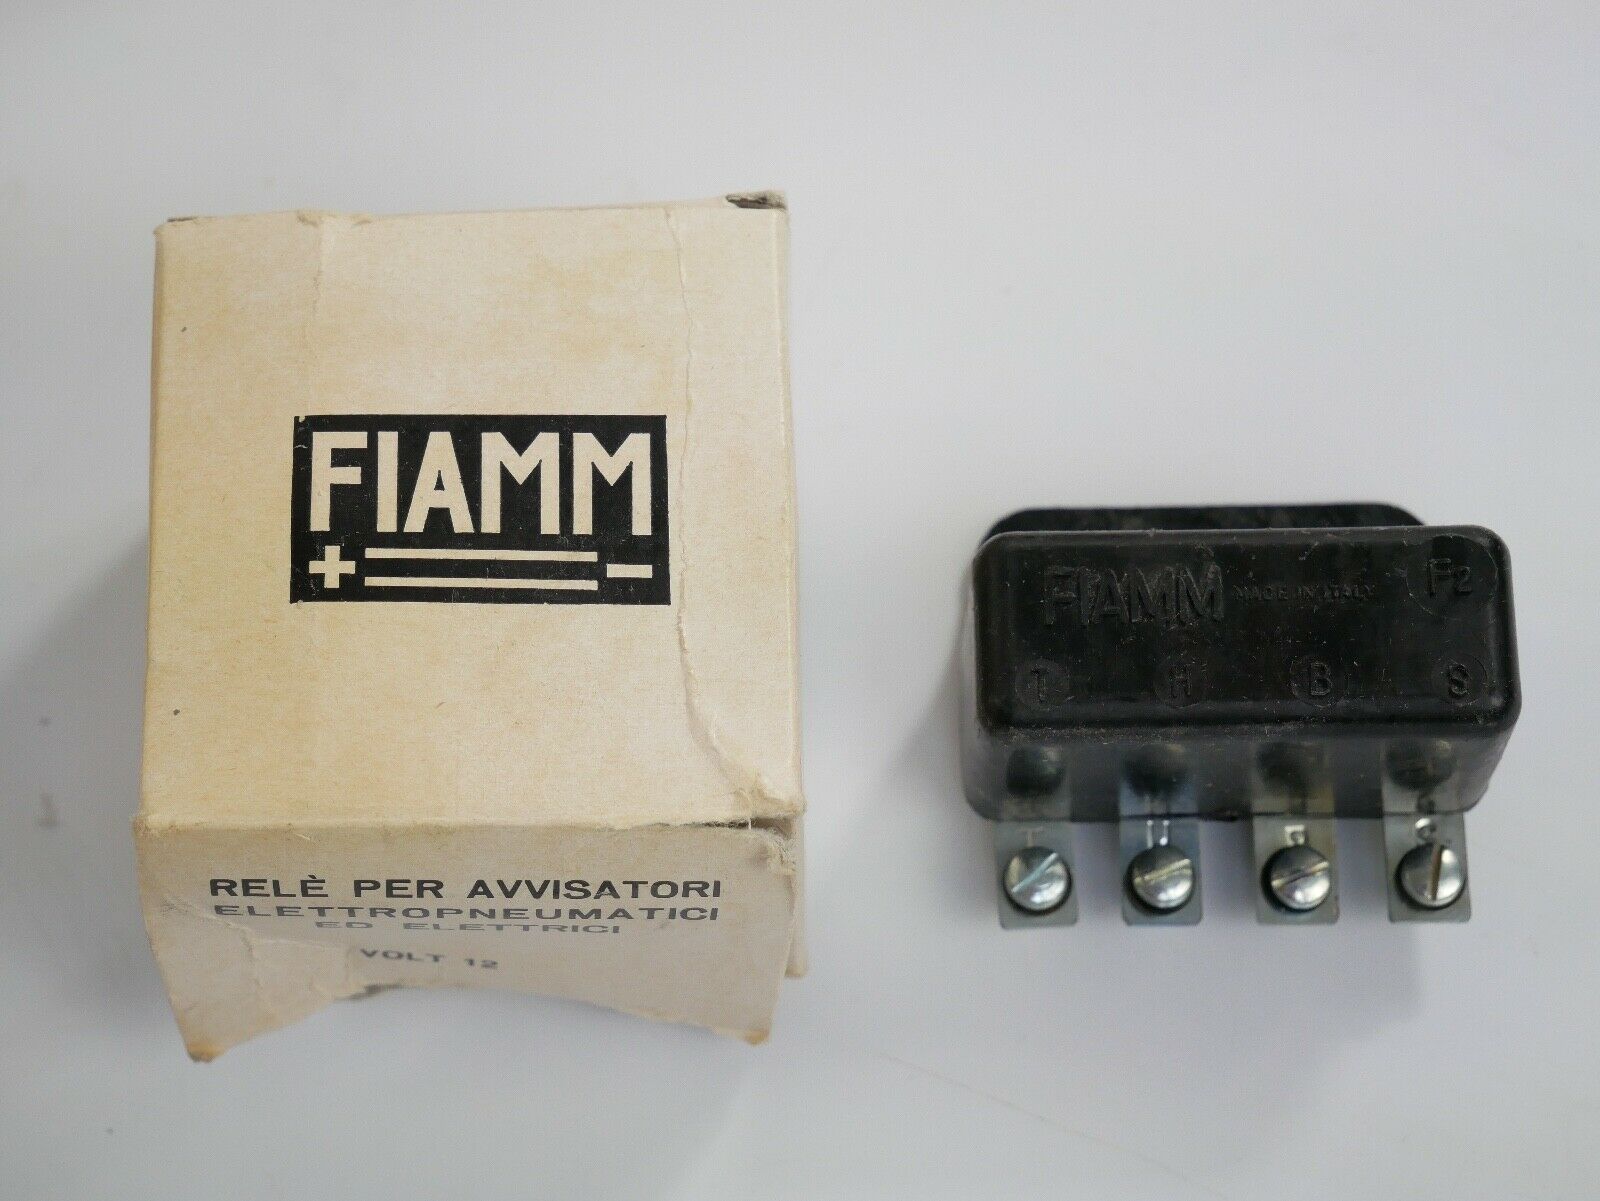 FIAMM
+ −
RELÈ PER AVVISATORI
ELETTROPNEUMATICI
ED ELETTRICI
VOLT 12
FIAMM MADE IN ITALY F2
T H B S
T H B S